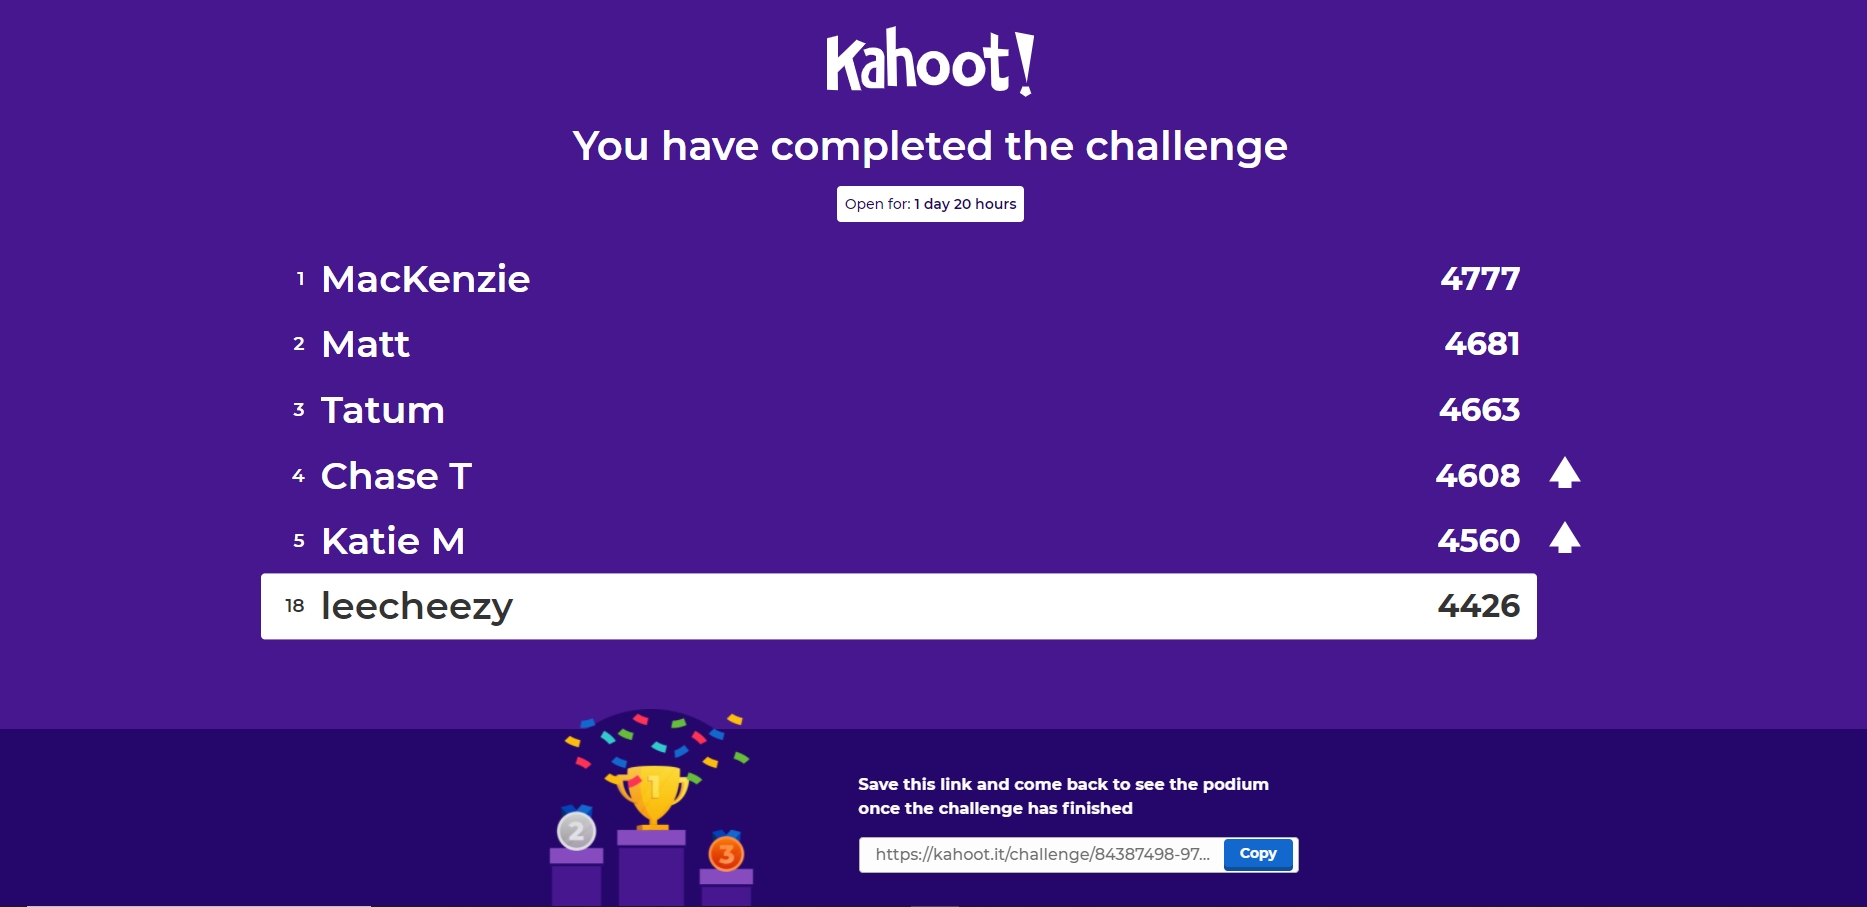 Kahoot!
You have completed the challenge
Open for: 1 day 20 hours
1 MacKenzie 4777
2 Matt 4681
3 Tatum 4663
4 Chase T 4608
5 Katie M 4560
18 leecheezy 4426
1
2
3
Save this link and come back to see the podium
once the challenge has finished
https://kahoot.it/challenge/84387498-97... Copy